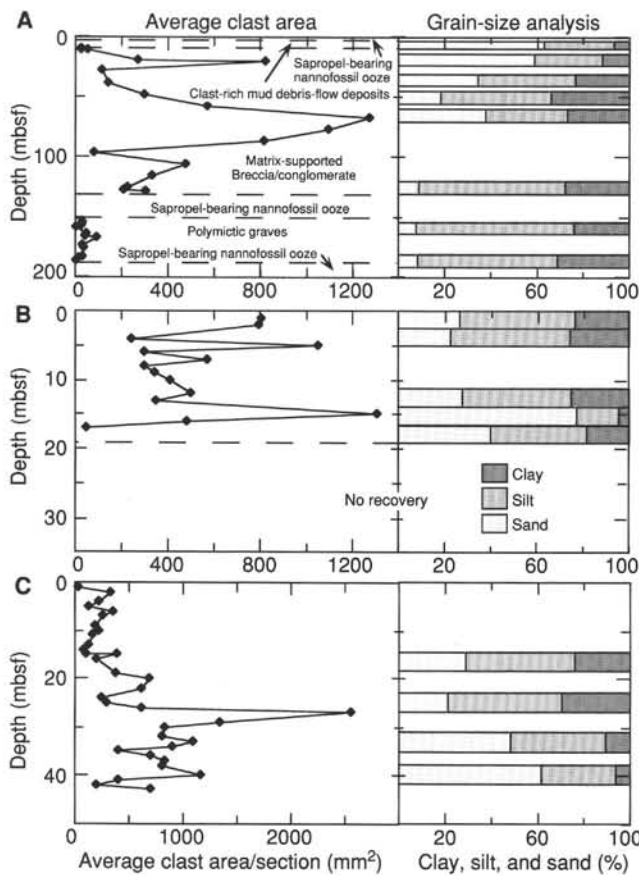 A Average clast area Grain-size analysis
0
100
200
Depth (mbsf)
Sapropel-bearing
nannofossil ooze
Clast-rich mud debris-flow deposits
Matrix-supported
Breccia/conglomerate
Sapropel-bearing nannofossil ooze
Polymictic graves
Sapropel-bearing nannofossil ooze
0 400 800 1200 20 60 100
B
0
10
20
30
Depth (mbsf)
No recovery
Clay
Silt
Sand
0 400 800 1200 20 60 100
C
0
20
40
Depth (mbsf)
0 1000 2000 20 60 100
Average clast area/section (mm2) Clay, silt, and sand (%)